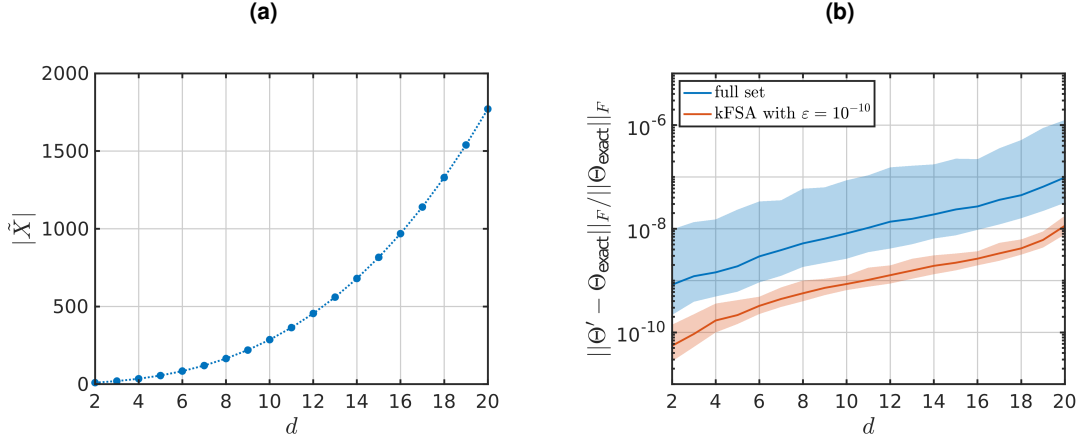 (a)
2000
1500
1000
500
0
|X̃|
2 4 6 8 10 12 14 16 18 20
d
(b)
full set
kFSA with ε = 10⁻¹⁰
10⁻⁶
10⁻⁸
10⁻¹⁰
||Θ′ − Θexact||F / ||Θexact||F
2 4 6 8 10 12 14 16 18 20
d